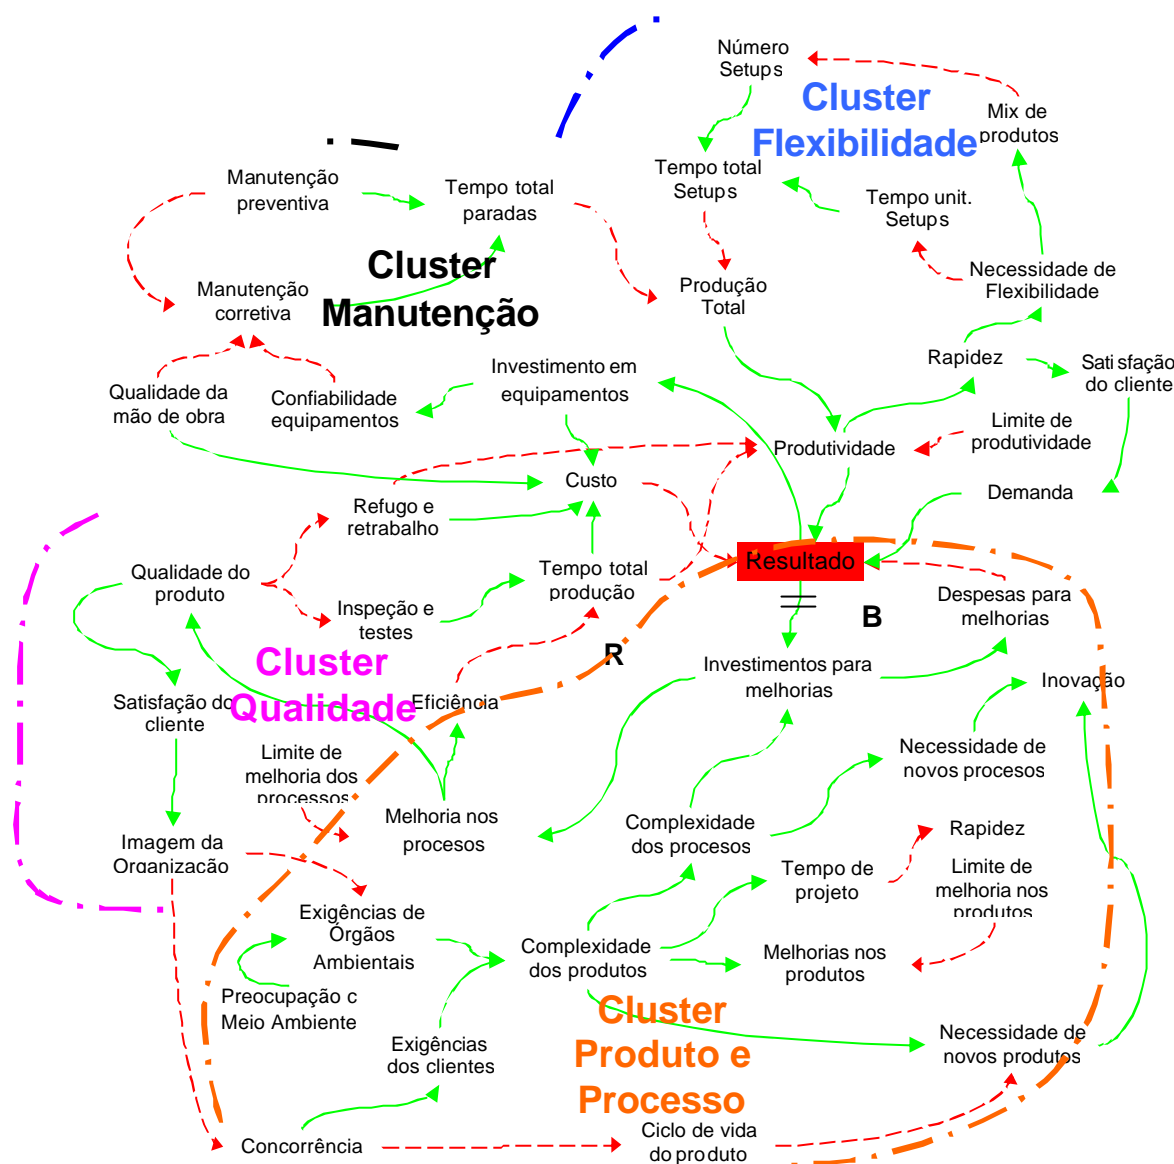 Número
Setups
Cluster
Flexibilidade
Mix de
produtos
Manutenção
preventiva
Tempo total
paradas
Tempo total
Setups
Tempo unit.
Setups
Cluster
Manutenção
Manutenção
corretiva
Produção
Total
Necessidade de
Flexibilidade
Rapidez
Satisfação
do cliente
Qualidade da
mão de obra
Confiabilidade
equipamentos
Investimento em
equipamentos
Limite de
produtividade
Produtividade
Custo
Demanda
Refugo e
retrabalho
Resultado
Qualidade do
produto
Inspeção e
testes
Tempo total
produção
Despesas para
melhorias
B
R
Cluster
Qualidade
Investimentos para
melhorias
Inovação
Satisfação do
cliente
Eficiência
Limite de
melhoria dos
processos
Necessidade de
novos procesos
Melhoria nos
procesos
Complexidade
dos procesos
Rapidez
Imagem da
Organização
Tempo de
projeto
Limite de
melhoria nos
produtos
Exigências de
Órgãos
Ambientais
Complexidade
dos produtos
Melhorias nos
produtos
Preocupação c
Meio Ambiente
Cluster
Produto e
Processo
Exigências
dos clientes
Necessidade de
novos produtos
Concorrência
Ciclo de vida
do produto